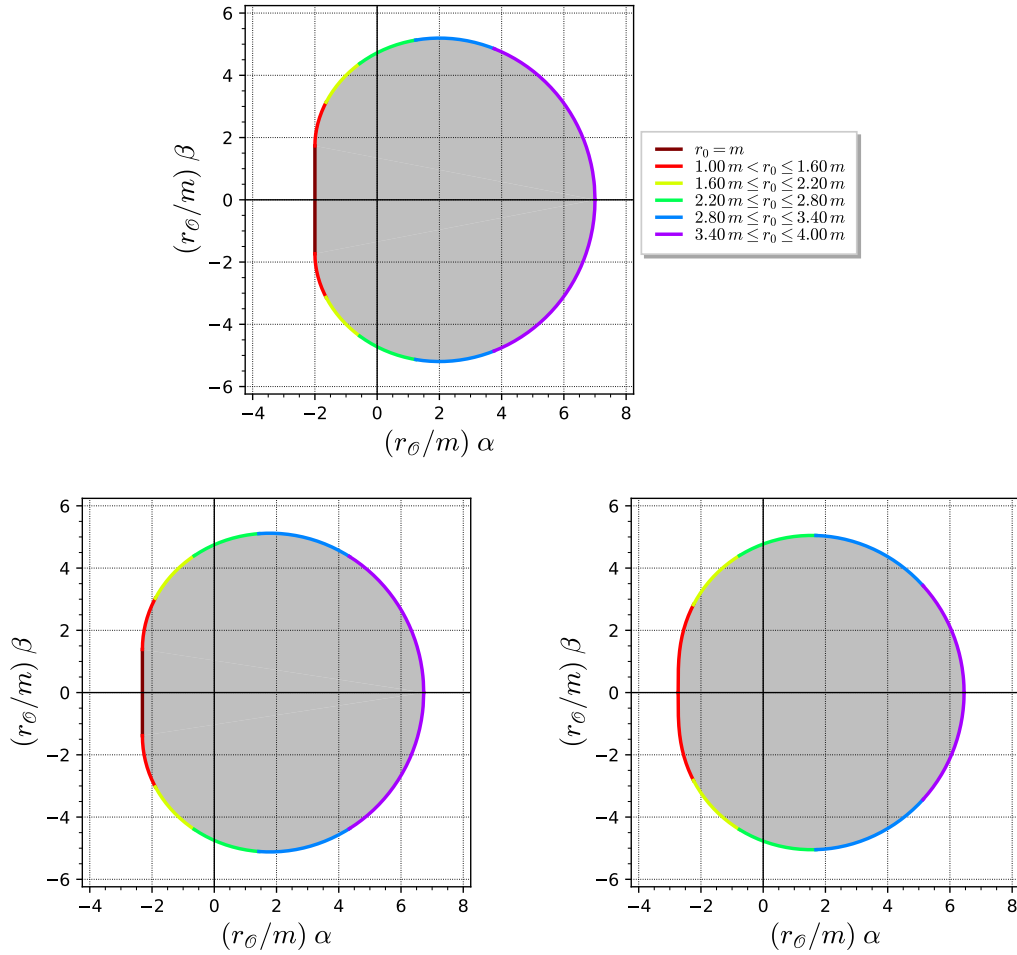 6
4
2
0
−2
−4
−6
(r𝒪/m) β
−4 −2 0 2 4 6 8
(r𝒪/m) α
r₀ = m
1.00 m < r₀ ≤ 1.60 m
1.60 m ≤ r₀ ≤ 2.20 m
2.20 m ≤ r₀ ≤ 2.80 m
2.80 m ≤ r₀ ≤ 3.40 m
3.40 m ≤ r₀ ≤ 4.00 m
6
4
2
0
−2
−4
−6
(r𝒪/m) β
−4 −2 0 2 4 6 8
(r𝒪/m) α
6
4
2
0
−2
−4
−6
(r𝒪/m) β
−4 −2 0 2 4 6 8
(r𝒪/m) α